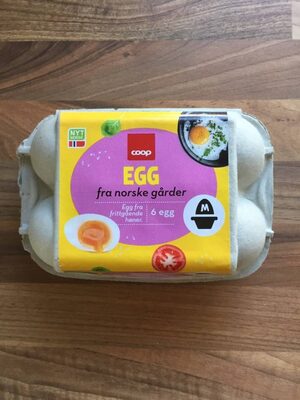 NYT
NORGE
coop
EGG
fra norske gårder
Egg fra
frittgående
høner.
6 egg
M